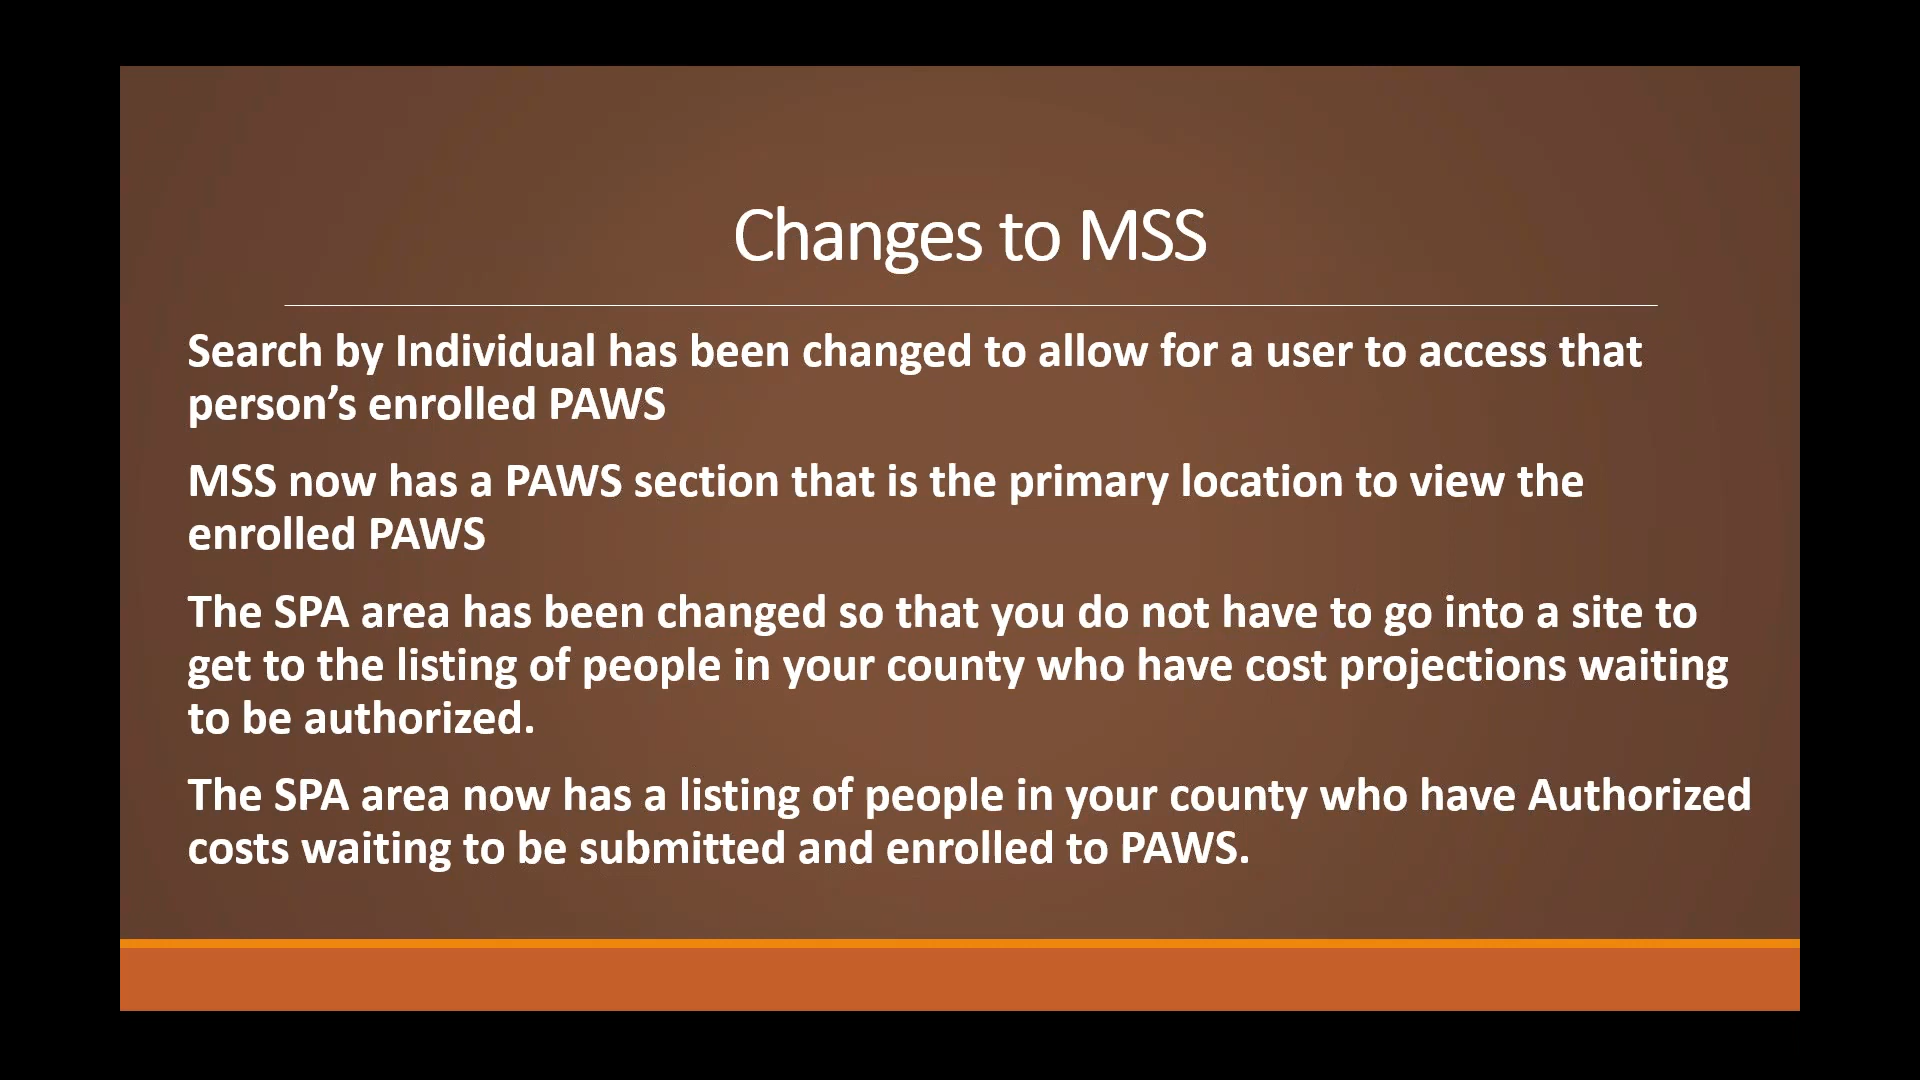 Changes to MSS
Search by Individual has been changed to allow for a user to access that
person’s enrolled PAWS
MSS now has a PAWS section that is the primary location to view the
enrolled PAWS
The SPA area has been changed so that you do not have to go into a site to
get to the listing of people in your county who have cost projections waiting
to be authorized.
The SPA area now has a listing of people in your county who have Authorized
costs waiting to be submitted and enrolled to PAWS.